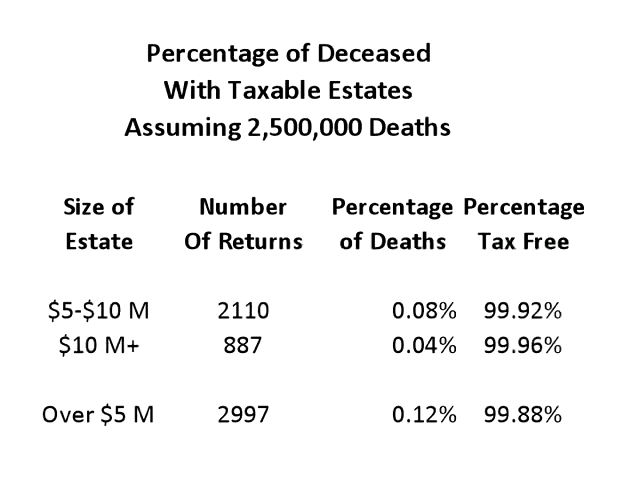 Percentage of Deceased
With Taxable Estates
Assuming 2,500,000 Deaths
Size of Number Percentage Percentage
Estate Of Returns of Deaths Tax Free
$5-$10 M 2110 0.08% 99.92%
$10 M+ 887 0.04% 99.96%
Over $5 M 2997 0.12% 99.88%